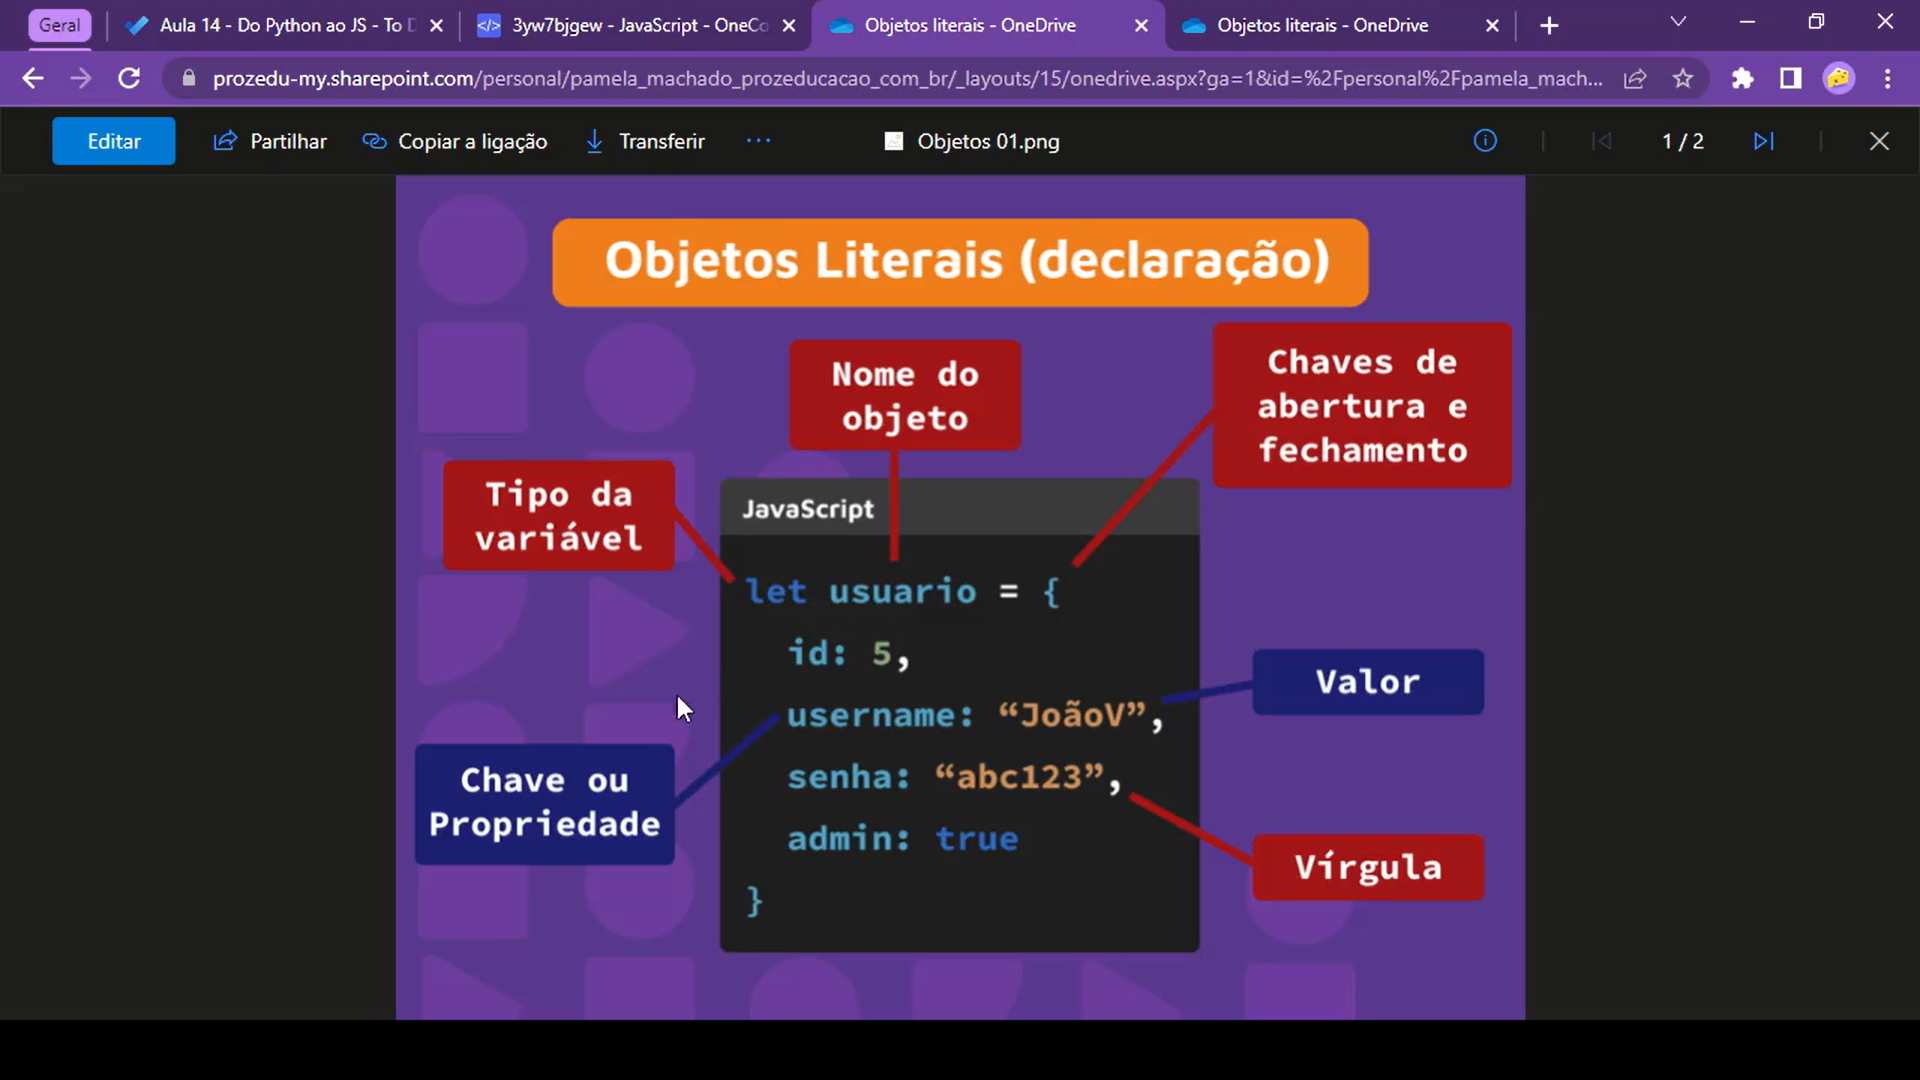 Geral
Aula 14 - Do Python ao JS - To D
3yw7bjgew - JavaScript - OneCo
Objetos literais - OneDrive
Objetos literais - OneDrive
prozedu-my.sharepoint.com/personal/pamela_machado_prozeducacao_com_br/_layouts/15/onedrive.aspx?ga=1&id=%2Fpersonal%2Fpamela_mach...
Editar
Partilhar
Copiar a ligação
Transferir
Objetos 01.png
1 / 2
Objetos Literais (declaração)
Nome do
objeto
Chaves de
abertura e
fechamento
Tipo da
variável
JavaScript
let usuario = {
id: 5,
username: “JoãoV”,
senha: “abc123”,
admin: true
}
Valor
Chave ou
Propriedade
Vírgula